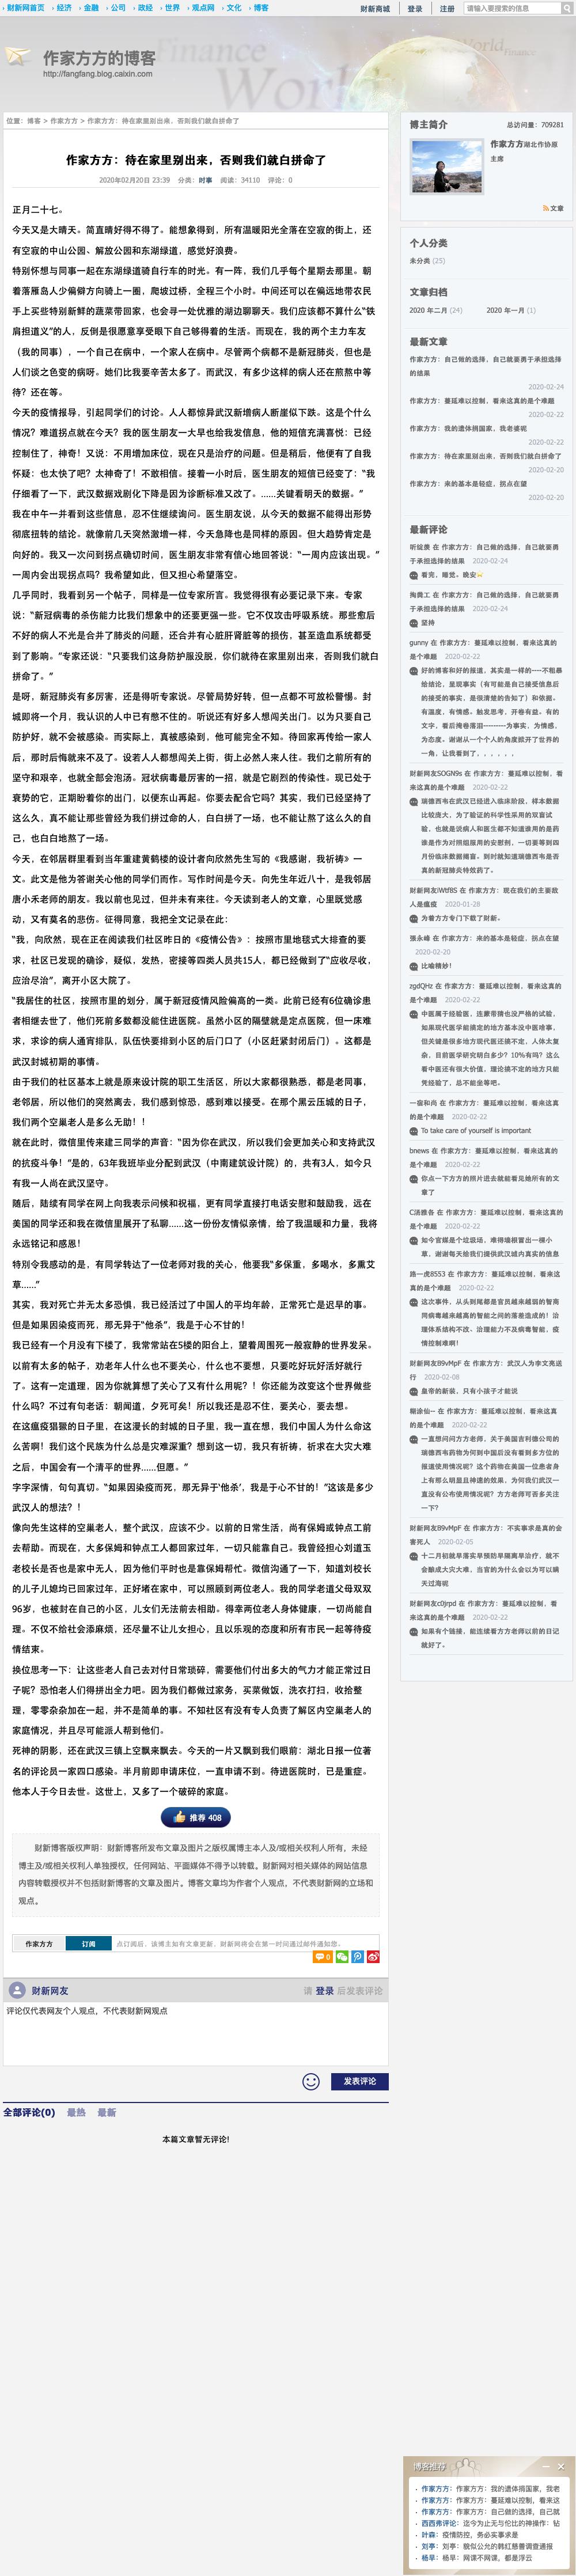 财新网首页 经济 金融 公司 政经 世界 观点网 文化 博客
财新商城 登录 注册 请输入要搜索的信息
作家方方的博客
http://fangfang.blog.caixin.com
位置：博客 > 作家方方 > 作家方方：待在家里别出来，否则我们就白拼命了
作家方方：待在家里别出来，否则我们就白拼命了
2020年02月20日 23:39 分类：时事 阅读：34110 评论：0
正月二十七。
今天又是大晴天。简直晴好得不得了。能想象得到，所有温暖阳光全落在空寂的街上，还
有空寂的中山公园、解放公园和东湖绿道，感觉好浪费。
特别怀想与同事一起在东湖绿道骑自行车的时光。有一阵，我们几乎每个星期去那里。朝
着落雁岛人少偏僻方向骑上一圈，爬坡过桥，全程三个小时。中间还可以在偏远地带农民
手上买些特别新鲜的蔬菜带回家，也会寻一处优雅的湖边聊聊天。我们应该都不算什么“铁
肩担道义”的人，反倒是很愿意享受眼下自己够得着的生活。而现在，我的两个主力车友
（我的同事），一个自己在病中，一个家人在病中。尽管两个病都不是新冠肺炎，但也是
人们谈之色变的病呀。她们比我要辛苦太多了。而武汉，有多少这样的病人还在煎熬中等
待？还在等。
今天的疫情报导，引起同学们的讨论。人人都惊异武汉新增病人断崖似下跌。这是个什么
情况？难道拐点就在今天？我的医生朋友一大早也给我发信息，他的短信充满喜悦：已经
控制住了，神奇！又说：不用增加床位，现在只是治疗的问题。但是稍后，他便有了自我
怀疑：也太快了吧？太神奇了！不敢相信。接着一小时后，医生朋友的短信已经变了：“我
仔细看了一下，武汉数据戏剧化下降是因为诊断标准又改了。……关键看明天的数据。”
我在中午一并看到这些信息，忍不住继续询问。医生朋友说，从今天的数据不能得出形势
彻底扭转的结论。就像前几天突然激增一样，今天急降也是同样的原因。但大趋势肯定是
向好的。我又一次问到拐点确切时间，医生朋友非常有信心地回答说：“一周内应该出现。”
一周内会出现拐点吗？我希望如此，但又担心希望落空。
几乎同时，我看到另一个帖子，同样是一位专家所言。我觉得很有必要记录下来。专家
说：“新冠病毒的杀伤能力比我们想象中的还要更强一些。它不仅攻击呼吸系统。那些愈后
不好的病人不光是合并了肺炎的问题，还合并有心脏肝肾脏等的损伤，甚至造血系统都受
到了影响。”专家还说：“只要我们这身防护服没脱，你们就待在家里别出来，否则我们就白
拼命了。”
是呀，新冠肺炎有多厉害，还是得听专家说。尽管局势好转，但一点都不可放松警惕。封
城即将一个月，我认识的人中已有憋不住的。听说还有好多人想闯关出门。以为只要自己
防护好，就不会被感染。而实际上，真被感染到，可能他完全不知。待回家再传给一家人
后，那时后悔就来不及了。若没若人人都想闯关上街，街上必然人来人往。我们之前所有的
坚守和艰辛，也就全部会泡汤。冠状病毒最厉害的一招，就是它剧烈的传染性。现已处于
衰势的它，正期盼着你的出门，以便东山再起。你要去配合它吗？其实，我们已经坚持了
这么久，真不能让那些曾经为我们拼过命的人，白白拼了一场，也不能让熬了这么久的自
己，也白白地熬了一场。
今天，在邻居群里看到当年重建黄鹤楼的设计者向欣然先生写的《我感谢，我祈祷》一
文。此文是他为答谢关心他的同学们而作。写作时间是今天。向先生年近八十，是我邻居
唐小禾老师的朋友。我以前也见过，但并未有来往。今天读到老人的文章，心里既觉感
动，又有莫名的悲伤。征得同意，我把全文记录在此：
“我，向欣然，现在正在阅读我们社区昨日的《疫情公告》：按照市里地毯式大排查的要
求，社区已发现的确诊、疑似，发热，密接等四类人员共15人，都已经做到了“应收尽收，
应治尽治”，离开小区大院了。
“我居住的社区，按照市里的划分，属于新冠疫情风险偏高的一类。此前已经有6位确诊患
者相继去世了，他们死前多数都没能住进医院。虽然小区的隔壁就是定点医院，但一床难
求，求诊的病人通宵排队，队伍快要排到小区的后门口了（小区赶紧封闭后门）。这都是
武汉封城初期的事情。
由于我们的社区基本上就是原来设计院的职工生活区，所以大家都很熟悉，都是老同事，
老邻居，所以他们的突然离去，我们感到惊恐，感到难以接受。在那个黑云压城的日子，
我们两个空巢老人是多么无助！！
就在此时，微信里传来建三同学的声音：“因为你在武汉，所以我们会更加关心和支持武汉
的抗疫斗争！”是的，63年我班毕业分配到武汉（中南建筑设计院）的，共有3人，如今只
有我一人尚在武汉坚守。
随后，陆续有同学在网上向我表示问候和祝福，更有同学直接打电话安慰和鼓励我，远在
美国的同学还和我在微信里展开了私聊……这一份份友情似亲情，给了我温暖和力量，我将
永远铭记和感恩！
特别令我感动的是，有同学转达了一位老师对我的关心，他要我“多保重，多喝水，多熏艾
草……”
其实，我对死亡并无太多恐惧，我已经活过了中国人的平均年龄，正常死亡是迟早的事。
但是如果因染疫而死，那无异于“他杀”，我是于心不甘的！
我已经有一个月没有下楼了，我常常站在5楼的阳台上，望着周围死一般寂静的世界发呆。
以前有太多的帖子，劝老年人什么也不要关心，什么也不要想，只要吃好玩好活好就行
了。这有一定道理，因为你就算想了关心了又有什么用呢？！你还能为改变这个世界做些
什么吗？不过有句老话：朝闻道，夕死可矣！所以我还是忍不住，要关心，要去想。
在这瘟疫猖獗的日子里，在这漫长的封城的日子里，我一直在想，我们中国人为什么命这
么苦啊！我们这个民族为什么总是灾难深重？想到这一切，我只有祈祷，祈求在大灾大难
之后，中国会有一个清平的世界……但愿。”
字字深情，句句真切。“如果因染疫而死，那无异于‘他杀’，我是于心不甘的！”这该是多少
武汉人的想法？！
像向先生这样的空巢老人，整个武汉，应该不少。以前的日常生活，尚有保姆或钟点工前
去帮助。而现在，大多保姆和钟点工人都回家过年，一切只能靠自己。我曾经担心刘道玉
老校长是否也是家中无人，因为他们平时也是靠保姆帮忙。微信沟通了一下，知道刘校长
的儿子儿媳均已回家过年，正好堵在家中，可以照顾到两位老人。我的同学老道父母双双
96岁，也被封在自己的小区，儿女们无法前去相助。得幸两位老人身体健康，一切尚能自
理。不仅不给社会添麻烦，还尽量不让儿女担心，且以乐观的态度和所有市民一起等待疫
情结束。
换位思考一下：让这些老人自己去对付日常琐碎，需要他们付出多大的气力才能正常过日
子呢？恐怕老人们得拼出全力吧。因为我们都做过家务，买菜做饭，洗衣打扫，收拾整
理，零零杂杂加在一起，并不是简单的事。不知社区有没有专人负责了解区内空巢老人的
家庭情况，并且尽可能派人帮到他们。
死神的阴影，还在武汉三镇上空飘来飘去。今天的一片又飘到我们眼前：湖北日报一位著
名的评论员一家四口感染。半月前即申请床位，一直申请不到。待进医院时，已是重症。
他本人于今日去世。这世上，又多了一个破碎的家庭。
推荐 408
财新博客版权声明：财新博客所发布文章及图片之版权属博主本人及/或相关权利人所有，未经
博主及/或相关权利人单独授权，任何网站、平面媒体不得予以转载。财新网对相关媒体的网站信息
内容转载授权并不包括财新博客的文章及图片。博客文章均为作者个人观点，不代表财新网的立场和
观点。
作家方方 订阅 点订阅后，该博主如有文章更新，财新网将会在第一时间通过邮件通知您。
0
财新网友 请 登录 后发表评论
评论仅代表网友个人观点，不代表财新网观点
发表评论
全部评论(0) 最热 最新
本篇文章暂无评论!
博主简介 总访问量：709281
作家方方湖北作协原
主席
文章
个人分类
未分类 (25)
文章归档
2020 年二月 (24) 2020 年一月 (1)
最新文章
作家方方：自己做的选择，自己就要勇于承担选择
的结果
2020-02-24
作家方方：蔓延难以控制，看来这真的是个难题
2020-02-22
作家方方：我的遗体捐国家，我老婆呢
2020-02-22
作家方方：待在家里别出来，否则我们就白拼命了
2020-02-20
作家方方：来的基本是轻症，拐点在望
2020-02-20
最新评论
听绽羡 在 作家方方：自己做的选择，自己就要勇
于承担选择的结果 2020-02-24
看完，睡觉。晚安
陶龚工 在 作家方方：自己做的选择，自己就要勇
于承担选择的结果 2020-02-24
坚持
gunny 在 作家方方：蔓延难以控制，看来这真的
是个难题 2020-02-22
好的博客和好的报道，其实是一样的----不粗暴
给结论，呈现事实（有可能是自己接受信息后
的接受的事实，是很清楚的告知了）和依据。
有温度，有情感。触发思考，开卷有益。有的
文字，看后掩卷落泪---------为事实，为情感，
为态度。谢谢从一个个人的角度掀开了世界的
一角，让我看到了，，，，，，
财新网友SOGN9s 在 作家方方：蔓延难以控制，看
来这真的是个难题 2020-02-22
瑞德西韦在武汉已经进入临床阶段，样本数据
比较庞大，为了验证的科学性采用的双盲试
验，也就是说病人和医生都不知道谁用的是药
谁是作为对照组服用的安慰剂，一切要等到四
月份临床数据揭盲。到时就知道瑞德西韦是否
真的新冠肺炎特效药了。
财新网友iWtf8S 在 作家方方：现在我们的主要敌
人是瘟疫 2020-01-28
为着方方专门下载了财新。
張永峰 在 作家方方：来的基本是轻症，拐点在望
2020-02-20
比喻精妙！
zgdQHz 在 作家方方：蔓延难以控制，看来这真的
是个难题 2020-02-22
中医属于经验医，连蒙带猜也没严格的试验，
如果现代医学能搞定的地方基本没中医啥事，
但关键是很多地方现代医还搞不定，人体太复
杂，目前医学研究明白多少？10%有吗？这么
看中医还有很大价值，理论搞不定的地方只能
凭经验了，总不能坐等吧。
一宿和尚 在 作家方方：蔓延难以控制，看来这真
的是个难题 2020-02-22
To take care of yourself is important
bnews 在 作家方方：蔓延难以控制，看来这真的
是个难题 2020-02-22
你点一下方方的照片进去就能看见她所有的文
章了
C汤雅各 在 作家方方：蔓延难以控制，看来这真的
是个难题 2020-02-22
如今官媒是个垃圾场，难得墙根冒出一棵小
草，谢谢每天给我们提供武汉城内真实的信息
路一虎8553 在 作家方方：蔓延难以控制，看来这
真的是个难题 2020-02-22
这次事件，从头到尾都是官员越来越弱的智商
同病毒越来越高的智能之间的落差造成的！治
理体系结构不改，治理能力不及病毒智能，疫
情控制难啊！
财新网友89vMpF 在 作家方方：武汉人为李文亮送
行 2020-02-08
皇帝的新装，只有小孩子才能说
糊涂仙-- 在 作家方方：蔓延难以控制，看来这真
的是个难题 2020-02-22
一直想问问方方老师，关于美国吉利德公司的
瑞德西韦药物为何到中国后没有看到多方位的
报道使用情况呢？这个药物在美国一位患者身
上有那么明显且神速的效果，为何我们武汉一
直没有公布使用情况呢？方方老师可否多关注
一下？
财新网友89vMpF 在 作家方方：不实事求是真的会
害死人 2020-02-05
十二月初就早落实早预防早隔离早治疗，就不
会酿成大灾大难，当官的为什么会以为可以瞒
天过海呢
财新网友c0jrpd 在 作家方方：蔓延难以控制，看
来这真的是个难题 2020-02-22
如果有个链接，能连续看方方老师以前的日记
就好了。
博客推荐
作家方方：作家方方：我的遗体捐国家，我老
作家方方：作家方方：蔓延难以控制，看来这
作家方方：作家方方：自己做的选择，自己就
西西弗评论：迄今为止无与伦比的神操作：钻
叶森：疫情防控，务必实事求是
刘亭：刘亭：貌似公允的韩红慈善调查通报
杨早：杨早：网课不网课，都是浮云